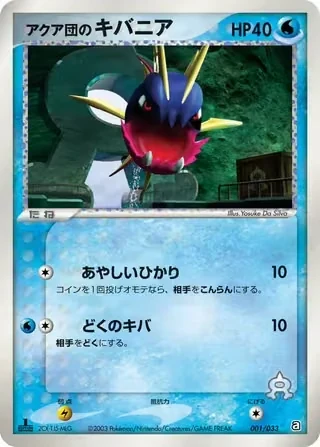 アクア団の キバニア HP40
たね
Illus. Yosuke Da Silva
あやしいひかり 10
コインを1回投げオモテなら、相手をこんらんにする。
どくのキバ 10
相手をどくにする。
弱点 抵抗力 にげる
©2003 Pokémon/Nintendo/Creatures/GAME FREAK. 001/033 a